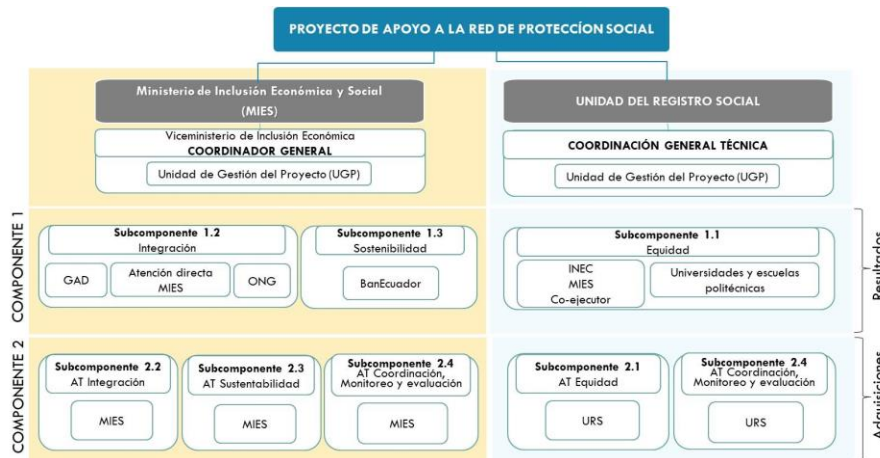 PROYECTO DE APOYO A LA RED DE PROTECCÍON SOCIAL
Ministerio de Inclusión Económica y Social
(MIES)
Viceministerio de Inclusión Económica
COORDINADOR GENERAL
Unidad de Gestión del Proyecto (UGP)
UNIDAD DEL REGISTRO SOCIAL
COORDINACIÓN GENERAL TÉCNICA
Unidad de Gestión del Proyecto (UGP)
COMPONENTE 1
Subcomponente 1.2
Integración
GAD
Atención directa
MIES
ONG
Subcomponente 1.3
Sostenibilidad
BanEcuador
Subcomponente 1.1
Equidad
INEC
MIES
Co-ejecutor
Universidades y escuelas
politécnicas
Resultados
COMPONENTE 2
Subcomponente 2.2
AT Integración
MIES
Subcomponente 2.3
AT Sustentabilidad
MIES
Subcomponente 2.4
AT Coordinación,
Monitoreo y evaluación
MIES
Subcomponente 2.1
AT Equidad
URS
Subcomponente 2.4
AT Coordinación,
Monitoreo y evaluación
URS
Adquisiciones